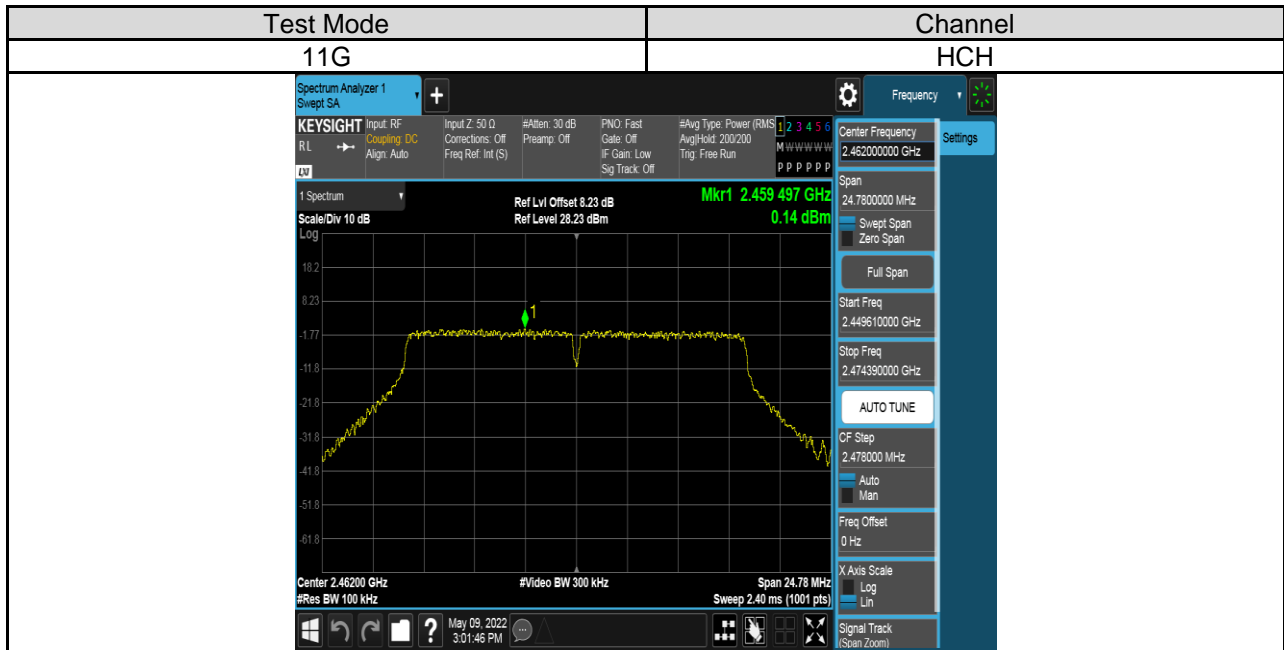 Test Mode
Channel
11G
HCH
Spectrum Analyzer 1
Swept SA
Frequency
KEYSIGHT
RL
LXI
Input: RF
Coupling: DC
Align: Auto
Input Z: 50 Ω
Corrections: Off
Freq Ref: Int (S)
#Atten: 30 dB
Preamp: Off
PNO: Fast
Gate: Off
IF Gain: Low
Sig Track: Off
#Avg Type: Power (RMS
Avg|Hold: 200/200
Trig: Free Run
1 2 3 4 5 6
M W W W W W
P P P P P P
1 Spectrum
Scale/Div 10 dB
Log
Ref Lvl Offset 8.23 dB
Ref Level 28.23 dBm
Mkr1 2.459 497 GHz
0.14 dBm
18.2
8.23
-1.77
-11.8
-21.8
-31.8
-41.8
-51.8
-61.8
1
Center 2.46200 GHz
#Res BW 100 kHz
#Video BW 300 kHz
Span 24.78 MHz
Sweep 2.40 ms (1001 pts)
Center Frequency
2.462000000 GHz
Settings
Span
24.7800000 MHz
Swept Span
Zero Span
Full Span
Start Freq
2.449610000 GHz
Stop Freq
2.474390000 GHz
AUTO TUNE
CF Step
2.478000 MHz
Auto
Man
Freq Offset
0 Hz
X Axis Scale
Log
Lin
Signal Track
(Span Zoom)
?
May 09, 2022
3:01:46 PM